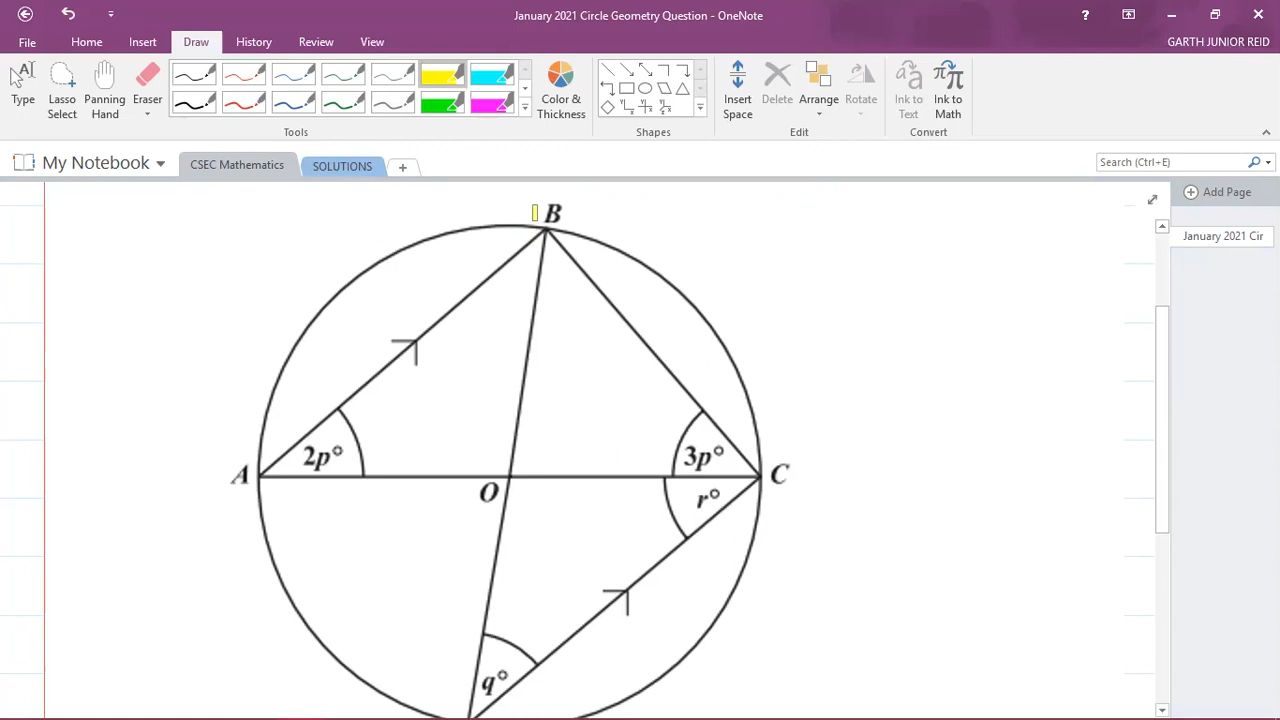 January 2021 Circle Geometry Question - OneNote
?
File Home Insert Draw History Review View
GARTH JUNIOR REID
Type
Lasso Select
Panning Hand
Eraser
Color & Thickness
Insert Space
Delete
Arrange
Rotate
Ink to Text
Ink to Math
Tools
Shapes
Edit
Convert
My Notebook
CSEC Mathematics
SOLUTIONS
Search (Ctrl+E)
Add Page
January 2021 Cir
B
A
2p°
3p°
C
O
r°
q°